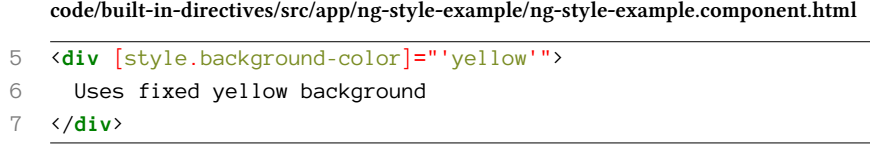 code/built-in-directives/src/app/ng-style-example/ng-style-example.component.html
5 <div [style.background-color]="'yellow'">
6   Uses fixed yellow background
7 </div>